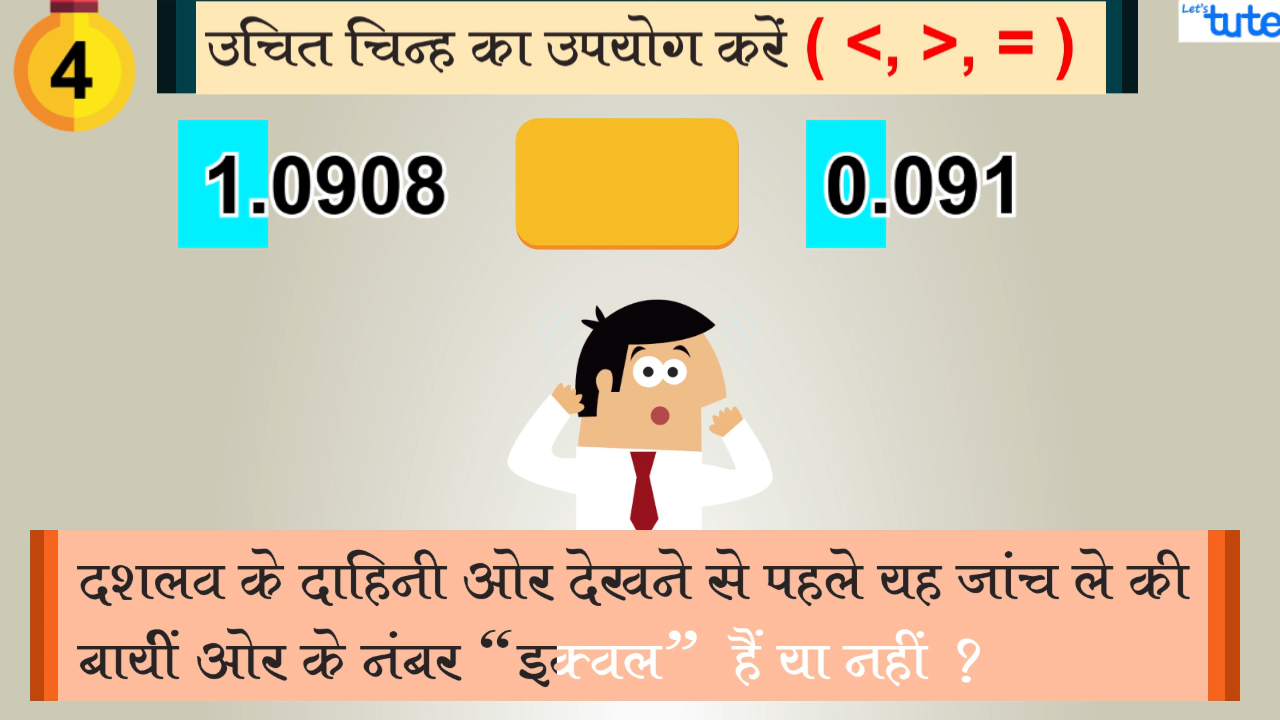 4
उचित चिन्ह का उपयोग करें ( <, >, = )
Let's
tute
1.0908 0.091
दशलव के दाहिनी ओर देखने से पहले यह जांच ले की
बायीं ओर के नंबर “इक्वल” हैं या नहीं ?